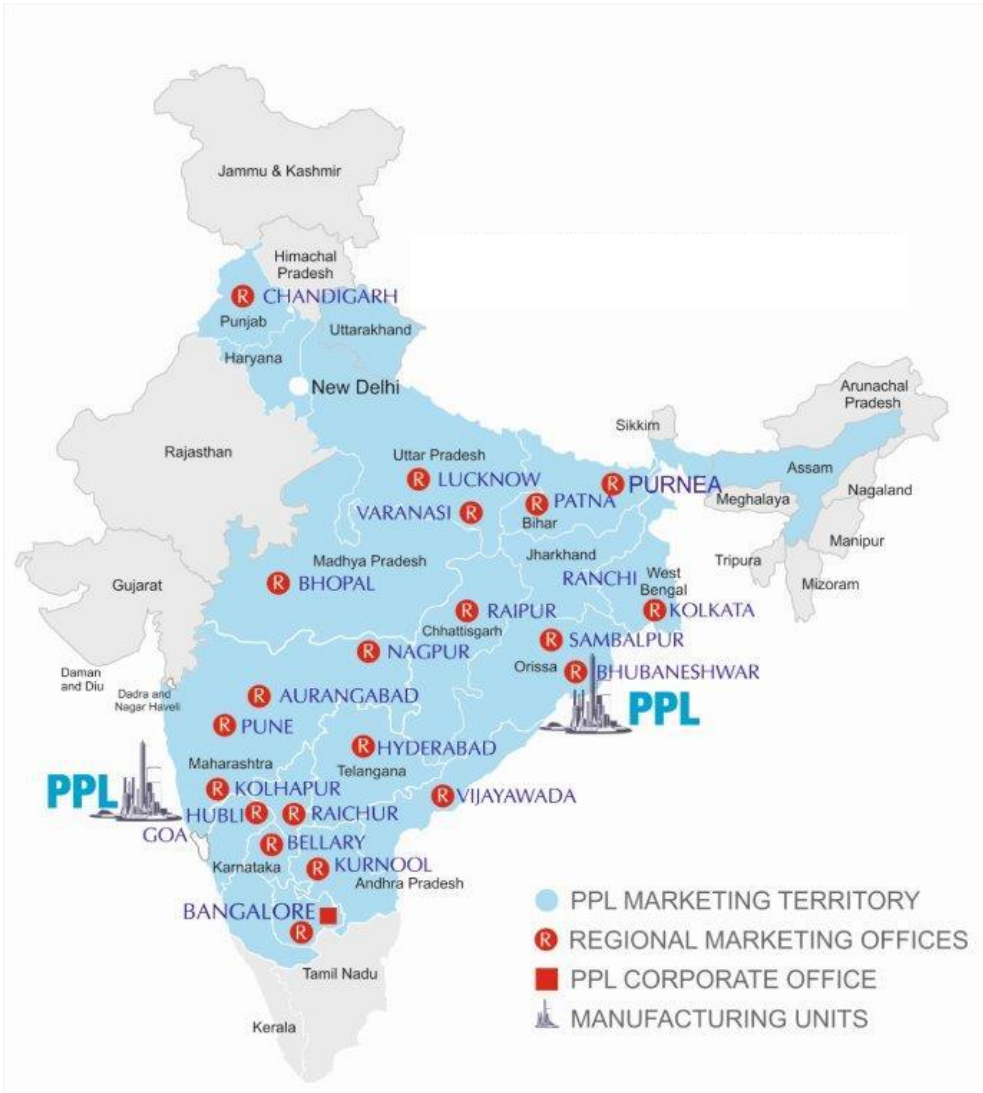 Jammu & Kashmir
Himachal
Pradesh
R CHANDIGARH
Punjab
Uttarakhand
Haryana
New Delhi
Arunachal
Pradesh
Sikkim
Rajasthan
Uttar Pradesh
Assam
R LUCKNOW
R PURNEA
Nagaland
Meghalaya
VARANASI R
R PATNA
Bihar
Manipur
Madhya Pradesh
Jharkhand
Tripura
Gujarat
R BHOPAL
RANCHI
West
Bengal
Mizoram
R RAIPUR
R KOLKATA
Chhattisgarh
R SAMBALPUR
R NAGPUR
Orissa
R BHUBANESHWAR
Daman
and Diu
Dadra and
Nagar Haveli
R AURANGABAD
PPL
R PUNE
R HYDERABAD
Maharashtra
Telangana
PPL
R KOLHAPUR
R VIJAYAWADA
HUBLI R
R RAICHUR
GOA
R BELLARY
Karnataka
R KURNOOL
Andhra Pradesh
BANGALORE
R
Tamil Nadu
Kerala
PPL MARKETING TERRITORY
R REGIONAL MARKETING OFFICES
PPL CORPORATE OFFICE
MANUFACTURING UNITS